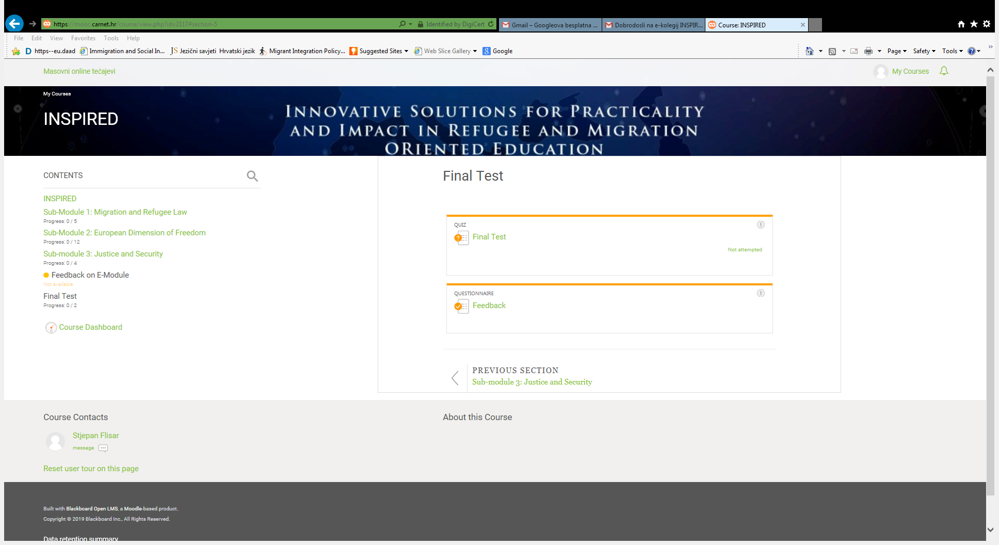 https://mooc.carnet.hr/course/view.php?id=2117#section-5
Identified by DigiCert
Gmail – Googleova besplatna ...
Dobrodosli na e-kolegij INSPIR...
Course: INSPIRED
File Edit View Favorites Tools Help
https--eu.daad
Immigration and Social In...
JS Jezični savjeti Hrvatski jezik
Migrant Integration Policy...
Suggested Sites
Web Slice Gallery
Google
Page
Safety
Tools
Masovni online tečajevi
My Courses
My Courses
INSPIRED
INNOVATIVE SOLUTIONS FOR PRACTICALITY
AND IMPACT IN REFUGEE AND MIGRATION
ORIENTED EDUCATION
CONTENTS
INSPIRED
Sub-Module 1: Migration and Refugee Law
Progress: 0 / 5
Sub-Module 2: European Dimension of Freedom
Progress: 0 / 12
Sub-module 3: Justice and Security
Progress: 0 / 4
Feedback on E-Module
Not available
Final Test
Progress: 0 / 2
Course Dashboard
Final Test
QUIZ
Final Test
Not attempted
QUESTIONNAIRE
Feedback
PREVIOUS SECTION
Sub-module 3: Justice and Security
Course Contacts
Stjepan Flisar
message
Reset user tour on this page
About this Course
Built with Blackboard Open LMS, a Moodle-based product.
Copyright © 2019 Blackboard Inc., All Rights Reserved.
Data retention summary